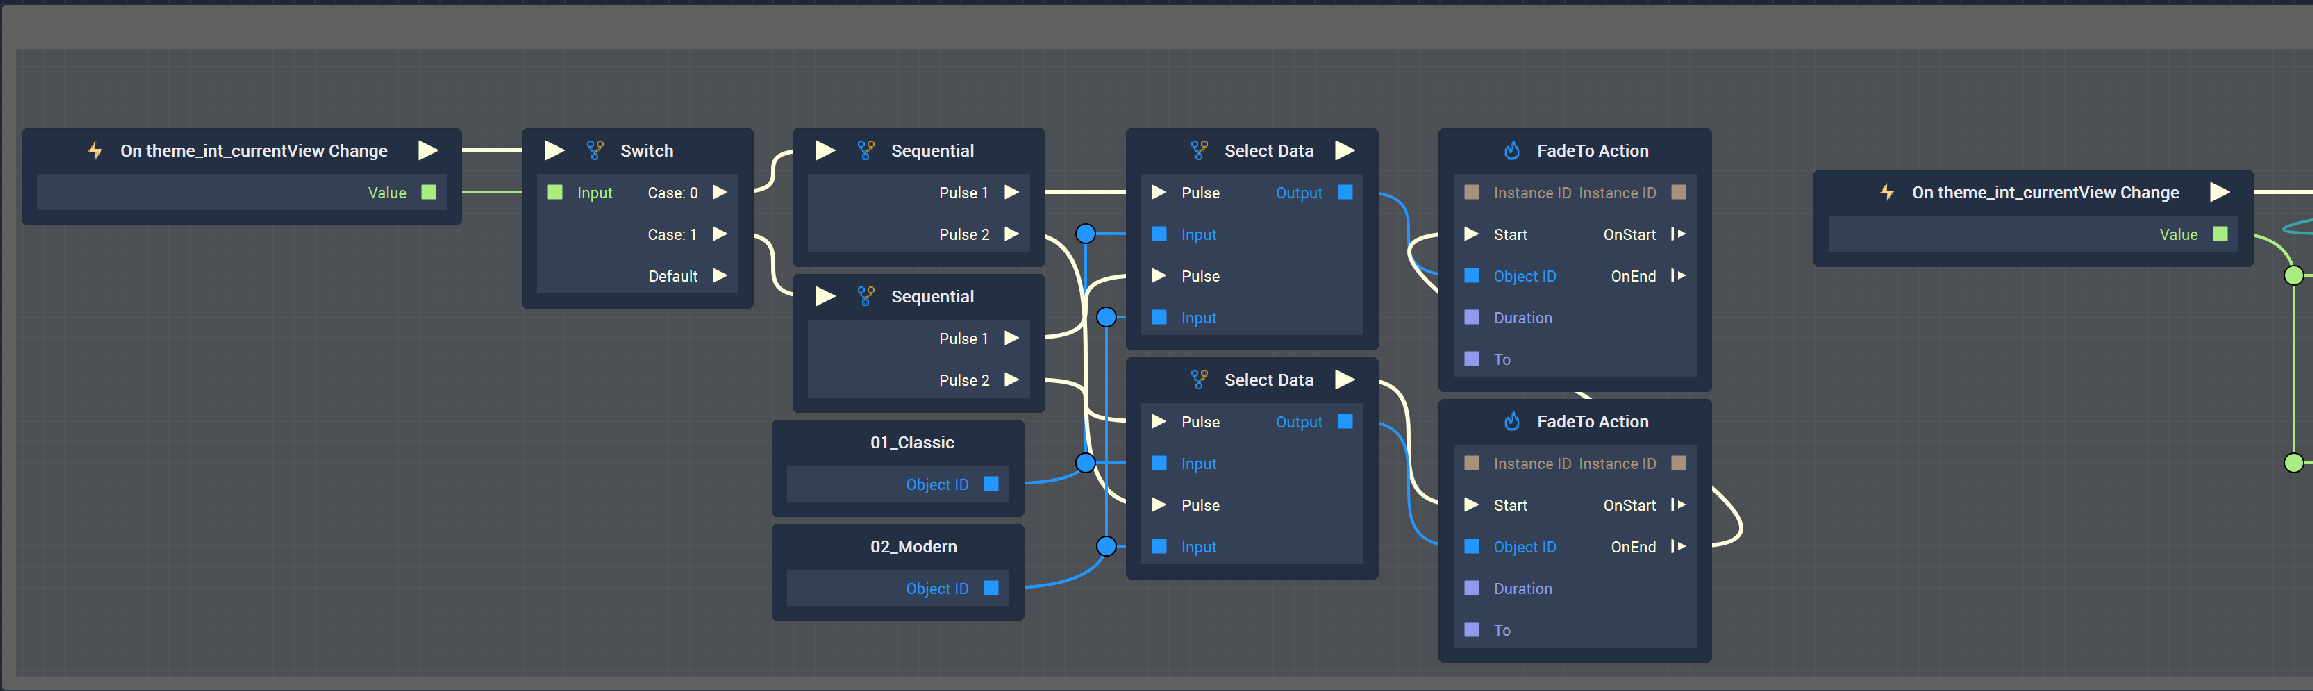 On theme_int_currentView Change
Value
Switch
Input
Case: 0
Case: 1
Default
Sequential
Pulse 1
Pulse 2
Sequential
Pulse 1
Pulse 2
01_Classic
Object ID
02_Modern
Object ID
Select Data
Pulse Output
Input
Pulse
Input
Select Data
Pulse Output
Input
Pulse
Input
FadeTo Action
Instance ID Instance ID
Start OnStart
Object ID OnEnd
Duration
To
FadeTo Action
Instance ID Instance ID
Start OnStart
Object ID OnEnd
Duration
To
On theme_int_currentView Change
Value